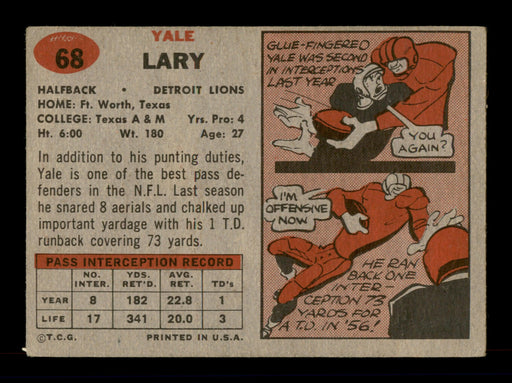 68
YALE
LARY
HALFBACK • DETROIT LIONS
HOME: Ft. Worth, Texas
COLLEGE: Texas A & M Yrs. Pro: 4
Ht. 6:00 Wt. 180 Age: 27
In addition to his punting duties,
Yale is one of the best pass de-
fenders in the N.F.L. Last season
he snared 8 aerials and chalked up
important yardage with his 1 T.D.
runback covering 73 yards.
PASS INTERCEPTION RECORD
NO. INTER. YDS. RET'D. AVG. RET. TD's
YEAR 8 182 22.8 1
LIFE 17 341 20.0 3
©T.C.G. PRINTED IN U.S.A.
GLUE-FINGERED
YALE WAS SECOND
IN INTERCEPTIONS
LAST YEAR
YOU
AGAIN?
I'M
OFFENSIVE
NOW
HE RAN
BACK ONE
INTER-
CEPTION 73
YARDS FOR
A T.D. IN '56!